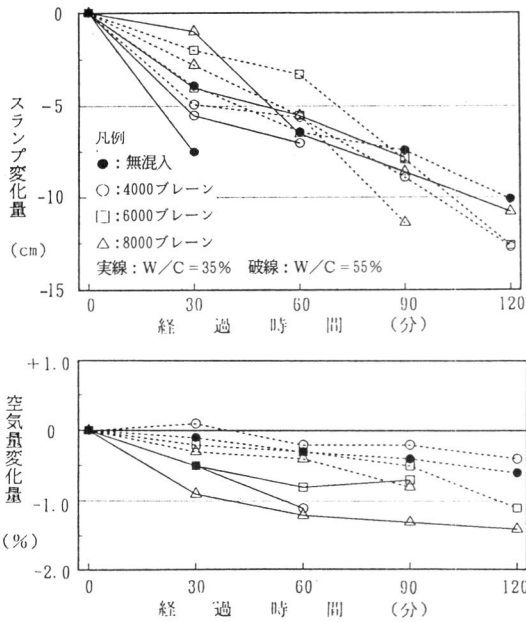 0
-5
-10
-15
スランプ変化量
(cm)
凡例
●:無混入
○:4000ブレーン
□:6000ブレーン
△:8000ブレーン
実線:W/C=35% 破線:W/C=55%
0 30 60 90 120
経過時間 (分)
+1.0
0
-1.0
-2.0
空気量変化量
(%)
0 30 60 90 120
経過時間 (分)